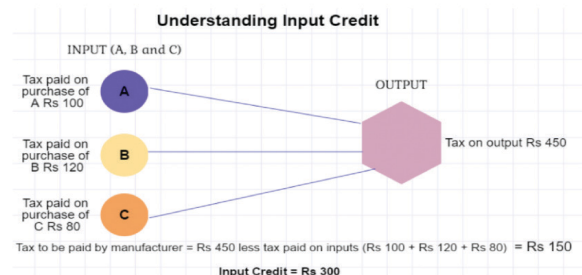 Understanding Input Credit
INPUT (A, B and C)
Tax paid on
purchase of
A Rs 100
A
OUTPUT
Tax paid on
purchase of
B Rs 120
B
Tax on output Rs 450
Tax paid on
purchase of
C Rs 80
C
Tax to be paid by manufacturer = Rs 450 less tax paid on inputs (Rs 100 + Rs 120 + Rs 80) = Rs 150
Input Credit = Rs 300